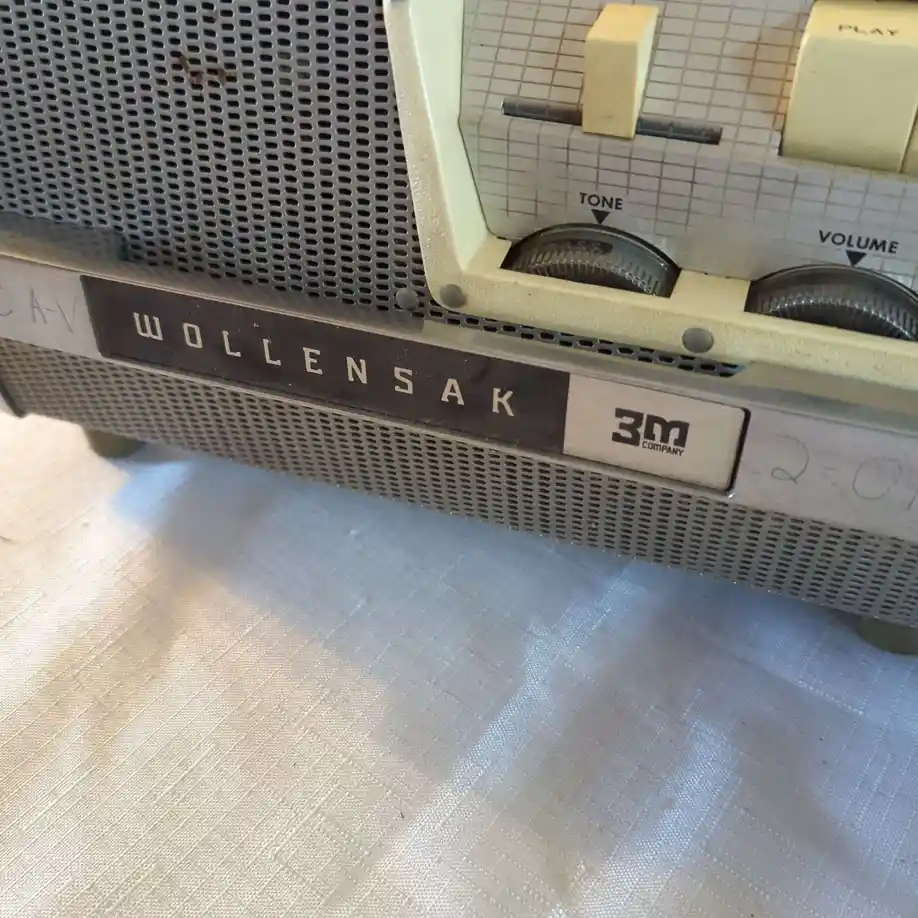 PLAY
TONE
VOLUME
A-V
WOLLENSAK
3M
COMPANY